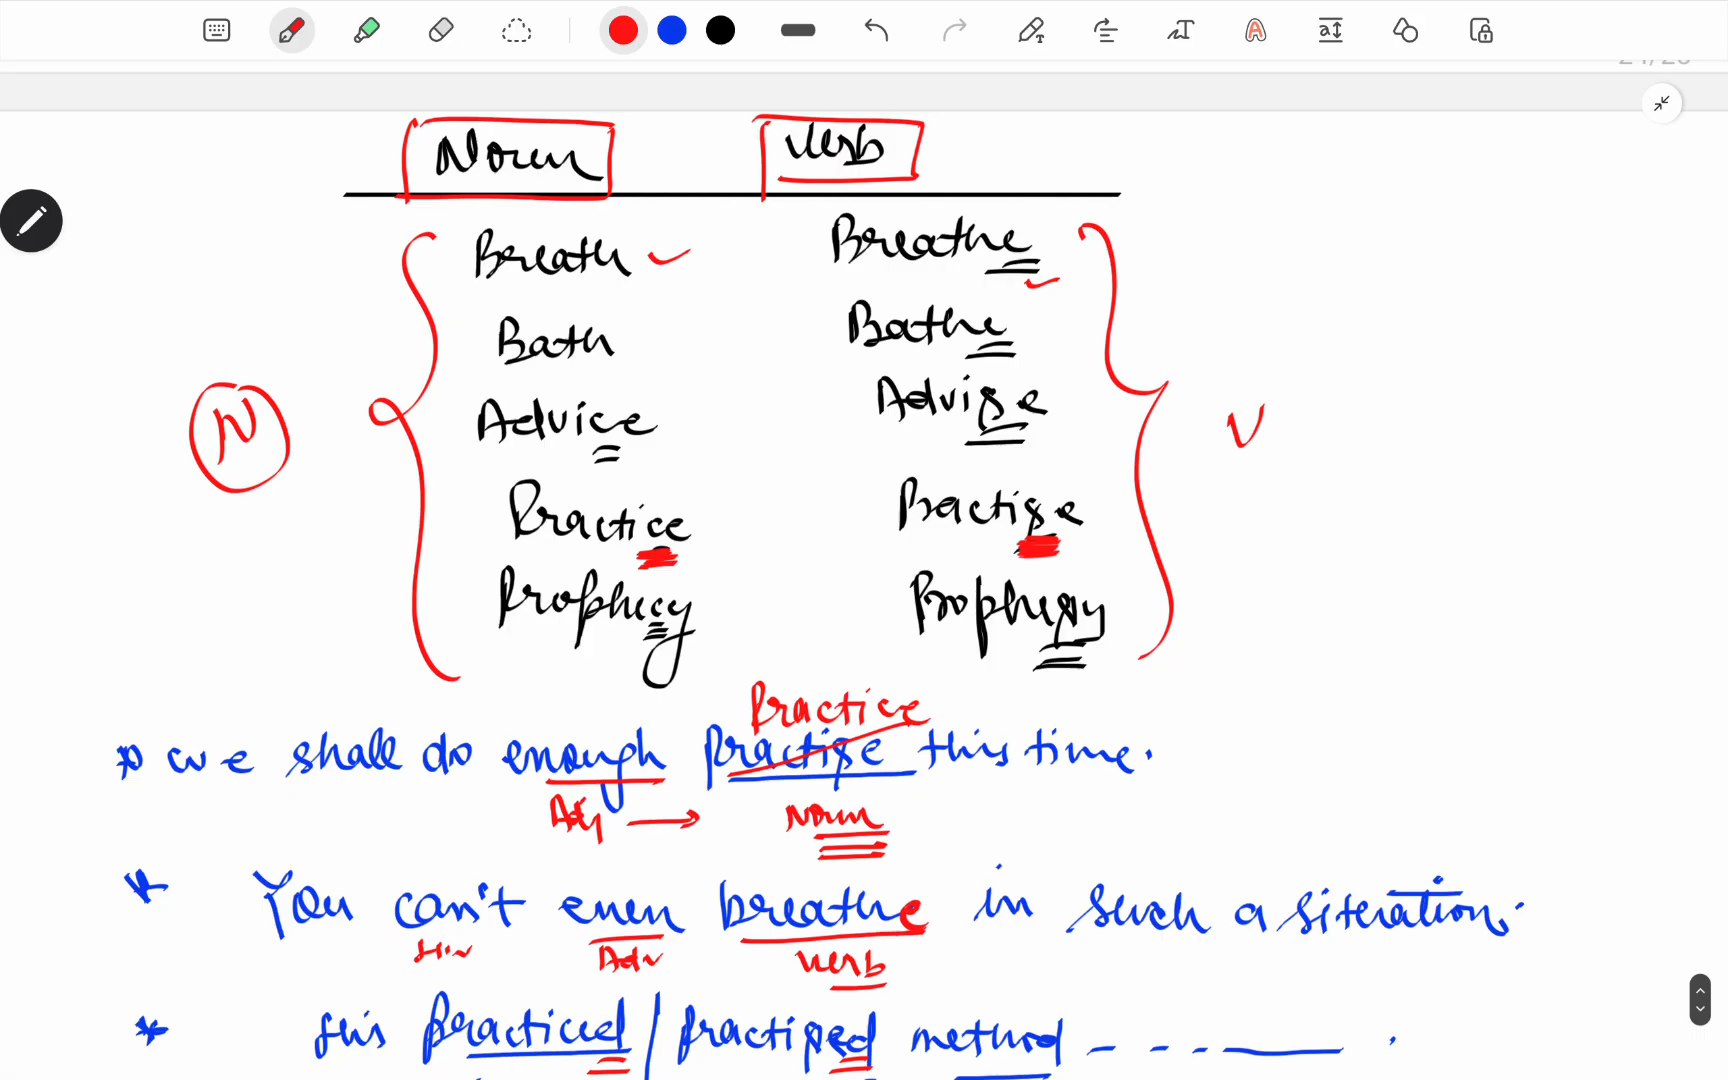 Noun Verb
Breath Breathe
Bath Bathe
Advice Advise
Practice Practise
Prophecy Prophesy
N V
Practice
we shall do enough practise this time.
Adj → Noun
You can't even breathe in such a situation.
H.v Adv Verb
this practiced / practised method - - - —— .